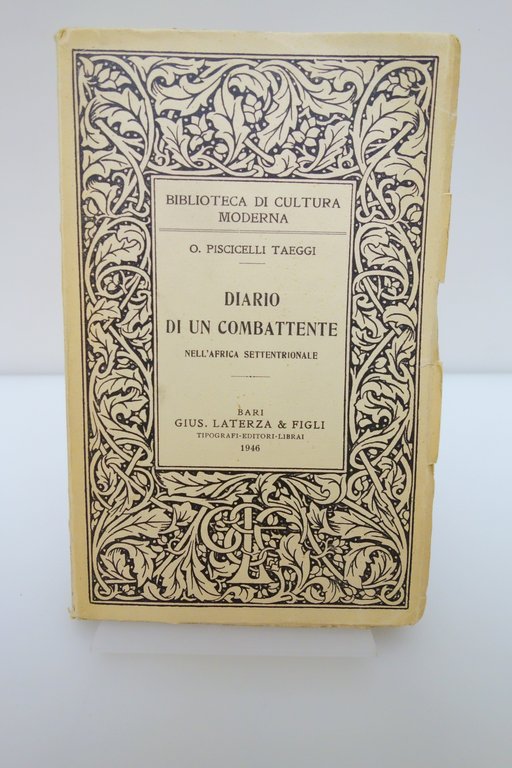 BIBLIOTECA DI CULTURA
MODERNA
O. PISCICELLI TAEGGI
DIARIO
DI UN COMBATTENTE
NELL'AFRICA SETTENTRIONALE
BARI
GIUS. LATERZA & FIGLI
TIPOGRAFI-EDITORI-LIBRAI
1946